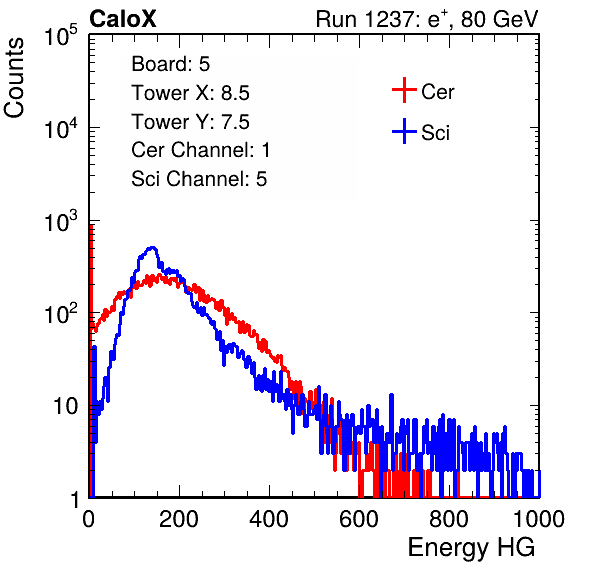 CaloX Run 1237: e⁺, 80 GeV
Counts
Board: 5
Tower X: 8.5
Tower Y: 7.5
Cer Channel: 1
Sci Channel: 5
Cer
Sci
10⁵
10⁴
10³
10²
10
1
0 200 400 600 800 1000
Energy HG